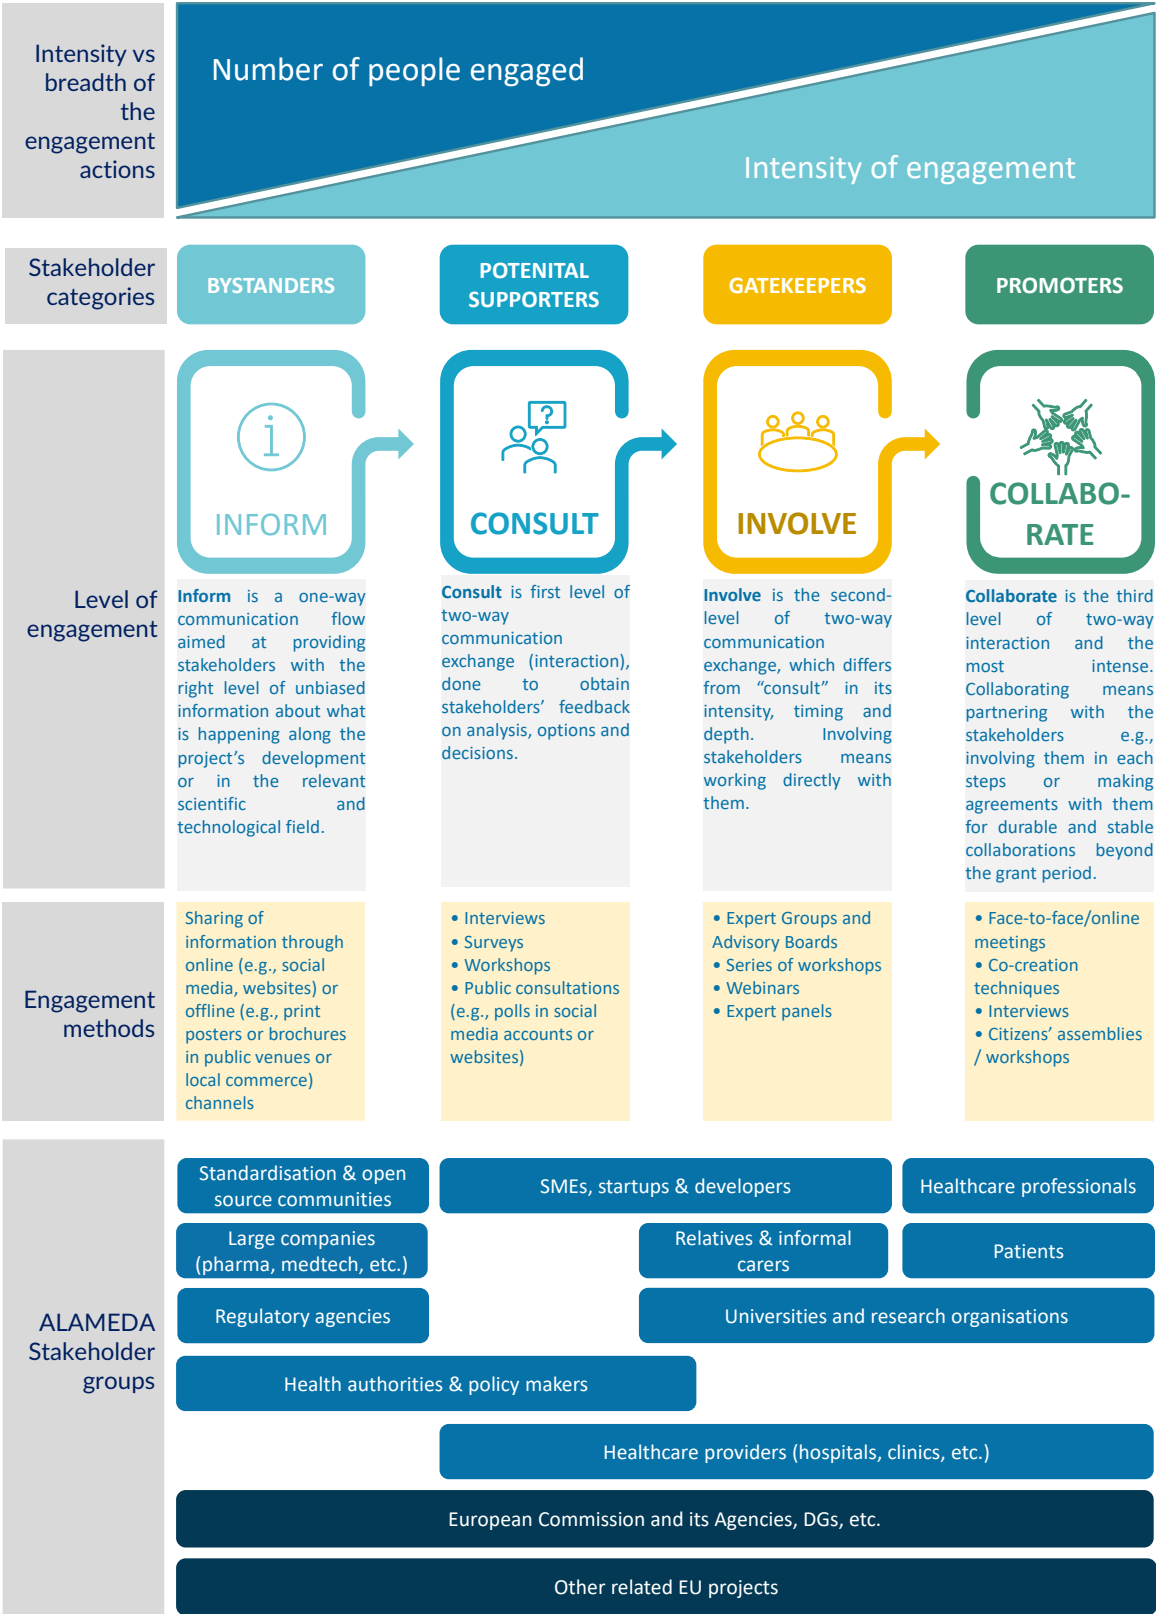 Intensity vs
breadth of
the
engagement
actions
Number of people engaged
Intensity of engagement
Stakeholder
categories
BYSTANDERS
POTENITAL
SUPPORTERS
GATEKEEPERS
PROMOTERS
Level of
engagement
i
INFORM
?
CONSULT
INVOLVE
COLLABO-
RATE
Inform is a one-way
communication flow
aimed at providing
stakeholders with the
right level of unbiased
information about what
is happening along the
project's development
or in the relevant
scientific and
technological field.
Consult is first level of
two-way
communication
exchange (interaction),
done to obtain
stakeholders' feedback
on analysis, options and
decisions.
Involve is the second-
level of two-way
communication
exchange, which differs
from “consult” in its
intensity, timing and
depth. Involving
stakeholders means
working directly with
them.
Collaborate is the third
level of two-way
interaction and the
most intense.
Collaborating means
partnering with the
stakeholders e.g.,
involving them in each
steps or making
agreements with them
for durable and stable
collaborations beyond
the grant period.
Engagement
methods
Sharing of
information through
online (e.g., social
media, websites) or
offline (e.g., print
posters or brochures
in public venues or
local commerce)
channels
• Interviews
• Surveys
• Workshops
• Public consultations
(e.g., polls in social
media accounts or
websites)
• Expert Groups and
Advisory Boards
• Series of workshops
• Webinars
• Expert panels
• Face-to-face/online
meetings
• Co-creation
techniques
• Interviews
• Citizens' assemblies
/ workshops
ALAMEDA
Stakeholder
groups
Standardisation & open
source communities
SMEs, startups & developers
Healthcare professionals
Large companies
(pharma, medtech, etc.)
Relatives & informal
carers
Patients
Regulatory agencies
Universities and research organisations
Health authorities & policy makers
Healthcare providers (hospitals, clinics, etc.)
European Commission and its Agencies, DGs, etc.
Other related EU projects